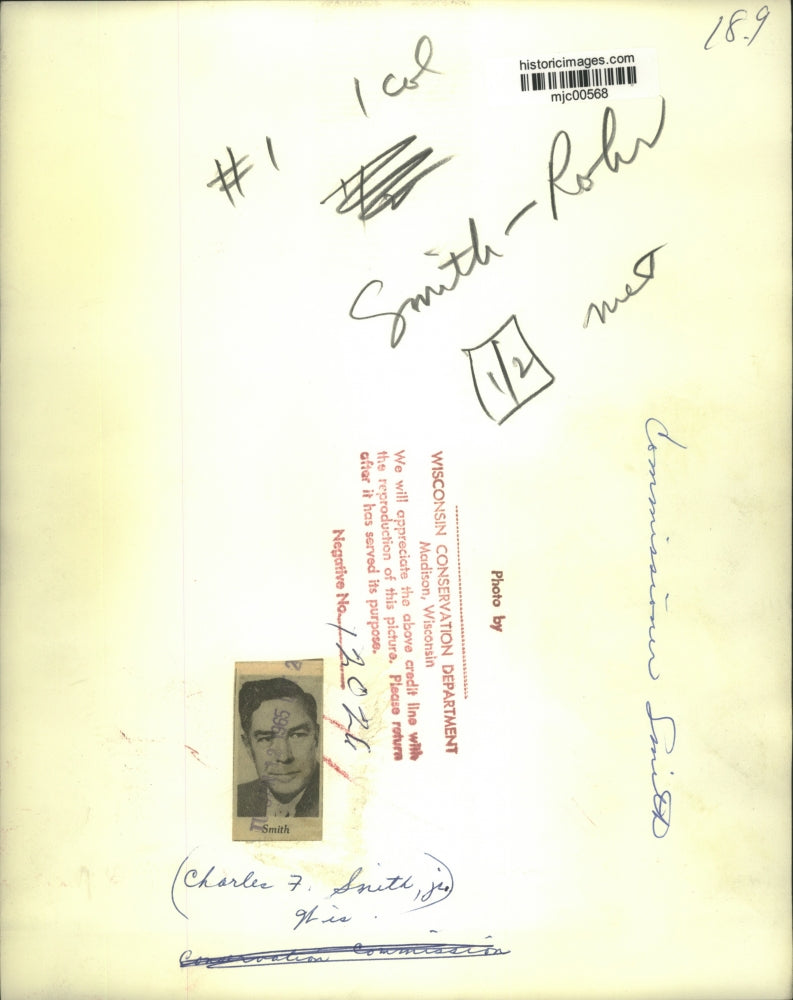 18.9
1 col
historicimages.com
mjc00568
#1
Smith - Rohr
met
1/2
Commissioner Smith
Photo by
WISCONSIN CONSERVATION DEPARTMENT
Madison, Wisconsin
We will appreciate the above credit line with
the reproduction of this picture. Please return
after it has served its purpose.
Negative No.
Smith
(Charles F. Smith, jr.)
Wis.
Conservation Commission